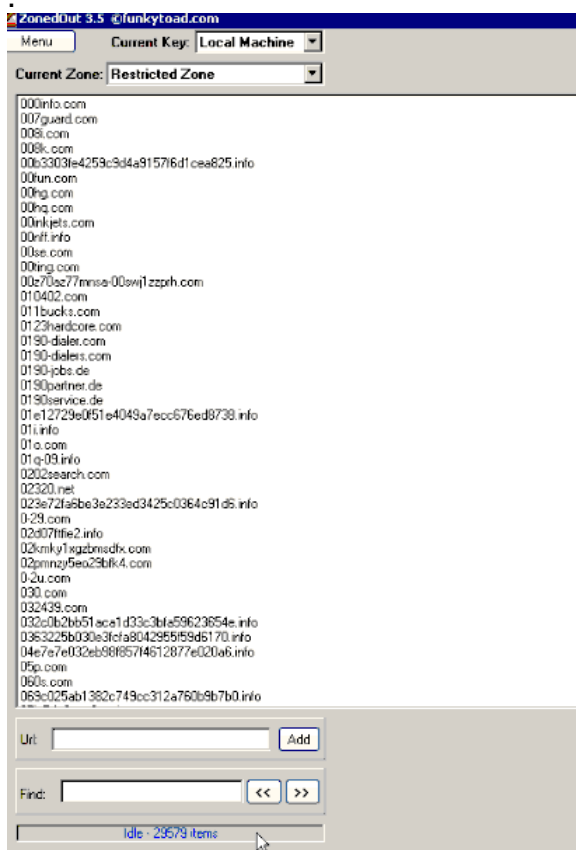 ZonedOut 3.5 ©funkytoad.com
Menu Current Key: Local Machine
Current Zone: Restricted Zone
000info.com
007guard.com
008i.com
008k.com
00b3303fe4259c9d4a9157f6d1cea825.info
00fun.com
00hg.com
00hq.com
00inkjets.com
00nff.info
00se.com
00ting.com
00z70az77mnsa-00swj1zzprh.com
010402.com
011bucks.com
0123hardcore.com
0190-dialer.com
0190-dialers.com
0190-jobs.de
0190partner.de
0190service.de
01e12729e0f51e4049a7ecc676ed8738.info
01i.info
01o.com
01q-09.info
0202search.com
02320.net
023e72fa6be3e233ed3425c0364c91d6.info
0-29.com
02d07ftfie2.info
02kmky1xgzbmsdfx.com
02pmnzy5eo29bfk4.com
0-2u.com
030.com
032439.com
032c0b2bb51aca1d33c3bfa59623654e.info
0363225b030e3fcfa8042955f59d6170.info
04e7e7e032eb98f857f4612877e020a6.info
05p.com
060s.com
069c025ab1382c749cc312a760b9b7b0.info
Url: Add
Find: << >>
Idle - 29579 items